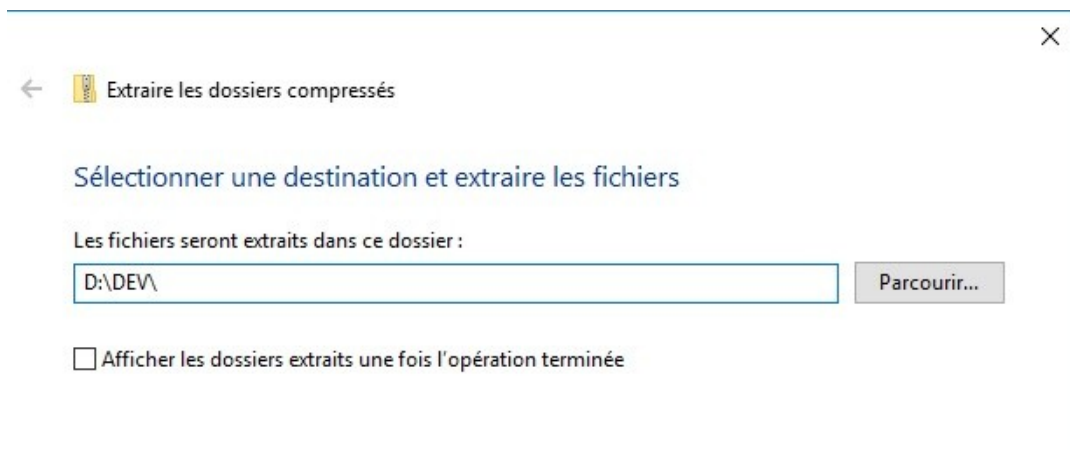 Extraire les dossiers compressés
Sélectionner une destination et extraire les fichiers
Les fichiers seront extraits dans ce dossier :
D:\DEV\
Parcourir...
Afficher les dossiers extraits une fois l'opération terminée